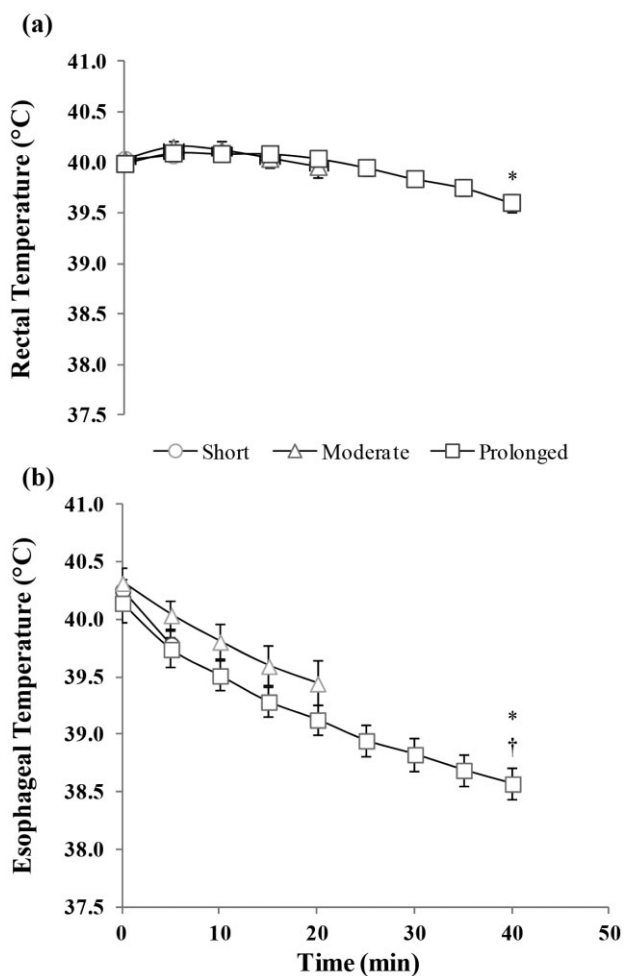 (a)
Rectal Temperature (°C)
41.0
40.5
40.0
39.5
39.0
38.5
38.0
37.5
*
Short
Moderate
Prolonged
(b)
Esophageal Temperature (°C)
41.0
40.5
40.0
39.5
39.0
38.5
38.0
37.5
*
†
0 10 20 30 40 50
Time (min)